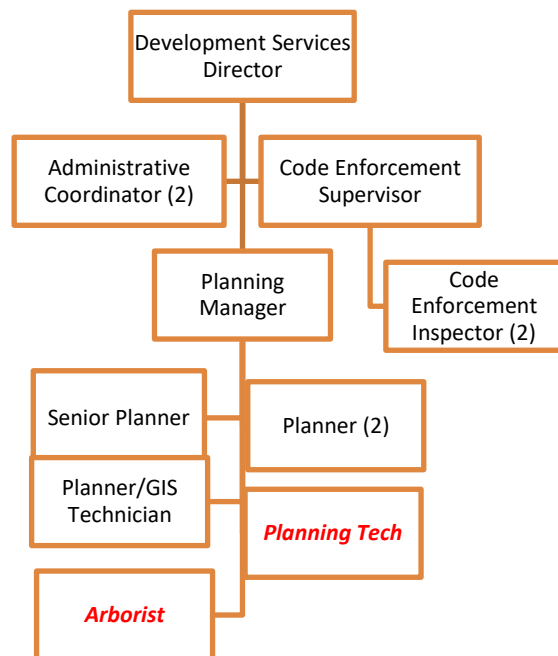 Development Services
Director
Administrative
Coordinator (2)
Code Enforcement
Supervisor
Planning
Manager
Code
Enforcement
Inspector (2)
Senior Planner
Planner (2)
Planner/GIS
Technician
Planning Tech
Arborist